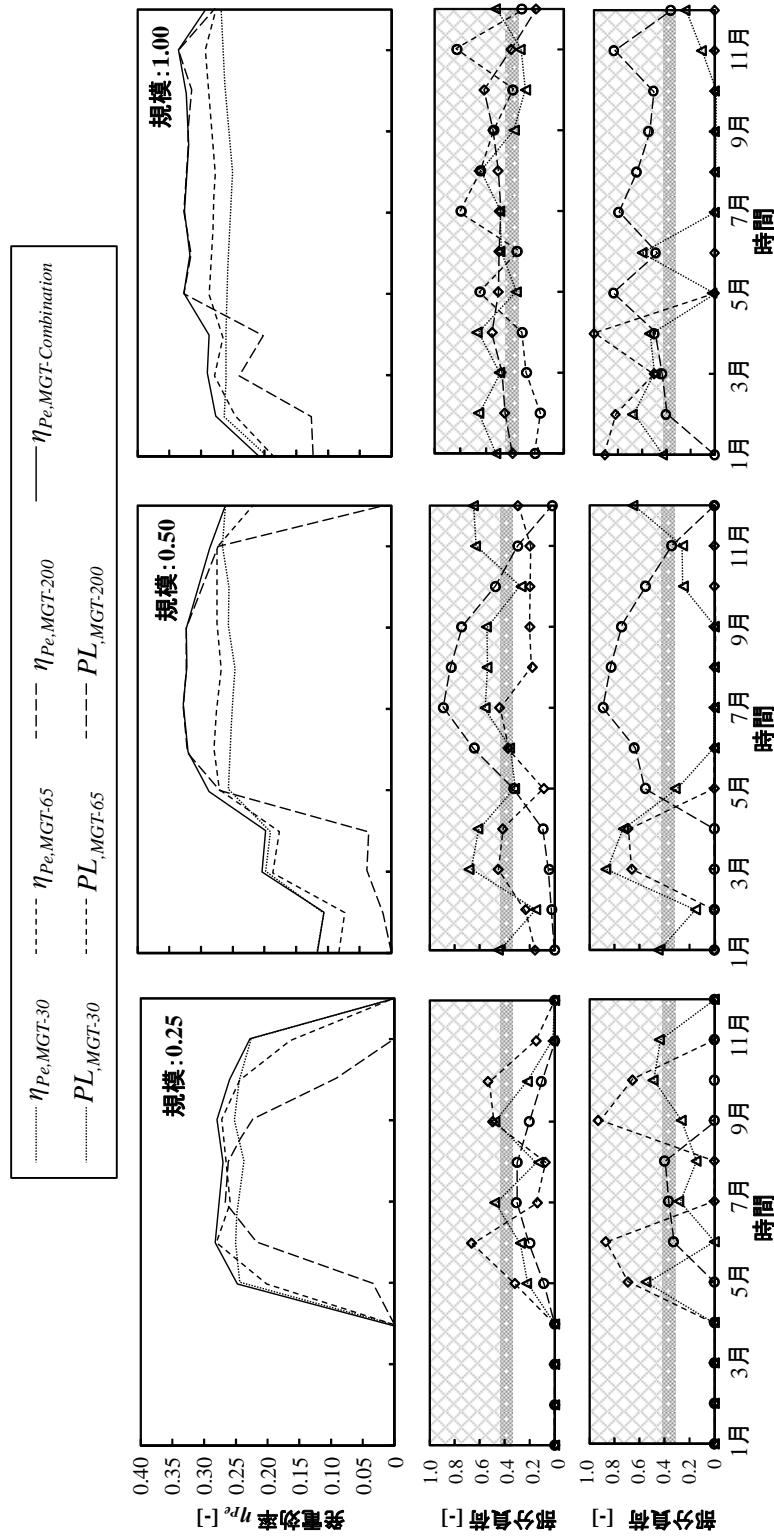 η Pe,MGT-30
η Pe,MGT-65
η Pe,MGT-200
η Pe,MGT-Combination
PL ,MGT-30
PL ,MGT-65
PL ,MGT-200
発電効率 η Pe [-]
0.40
0.35
0.30
0.25
0.20
0.15
0.10
0.05
0
規模:0.25
規模:0.50
規模:1.00
部分負荷 [-]
1.0
0.8
0.6
0.4
0.2
0
部分負荷 [-]
1.0
0.8
0.6
0.4
0.2
0
1月 3月 5月 7月 9月 11月
時間
1月 3月 5月 7月 9月 11月
時間
1月 3月 5月 7月 9月 11月
時間